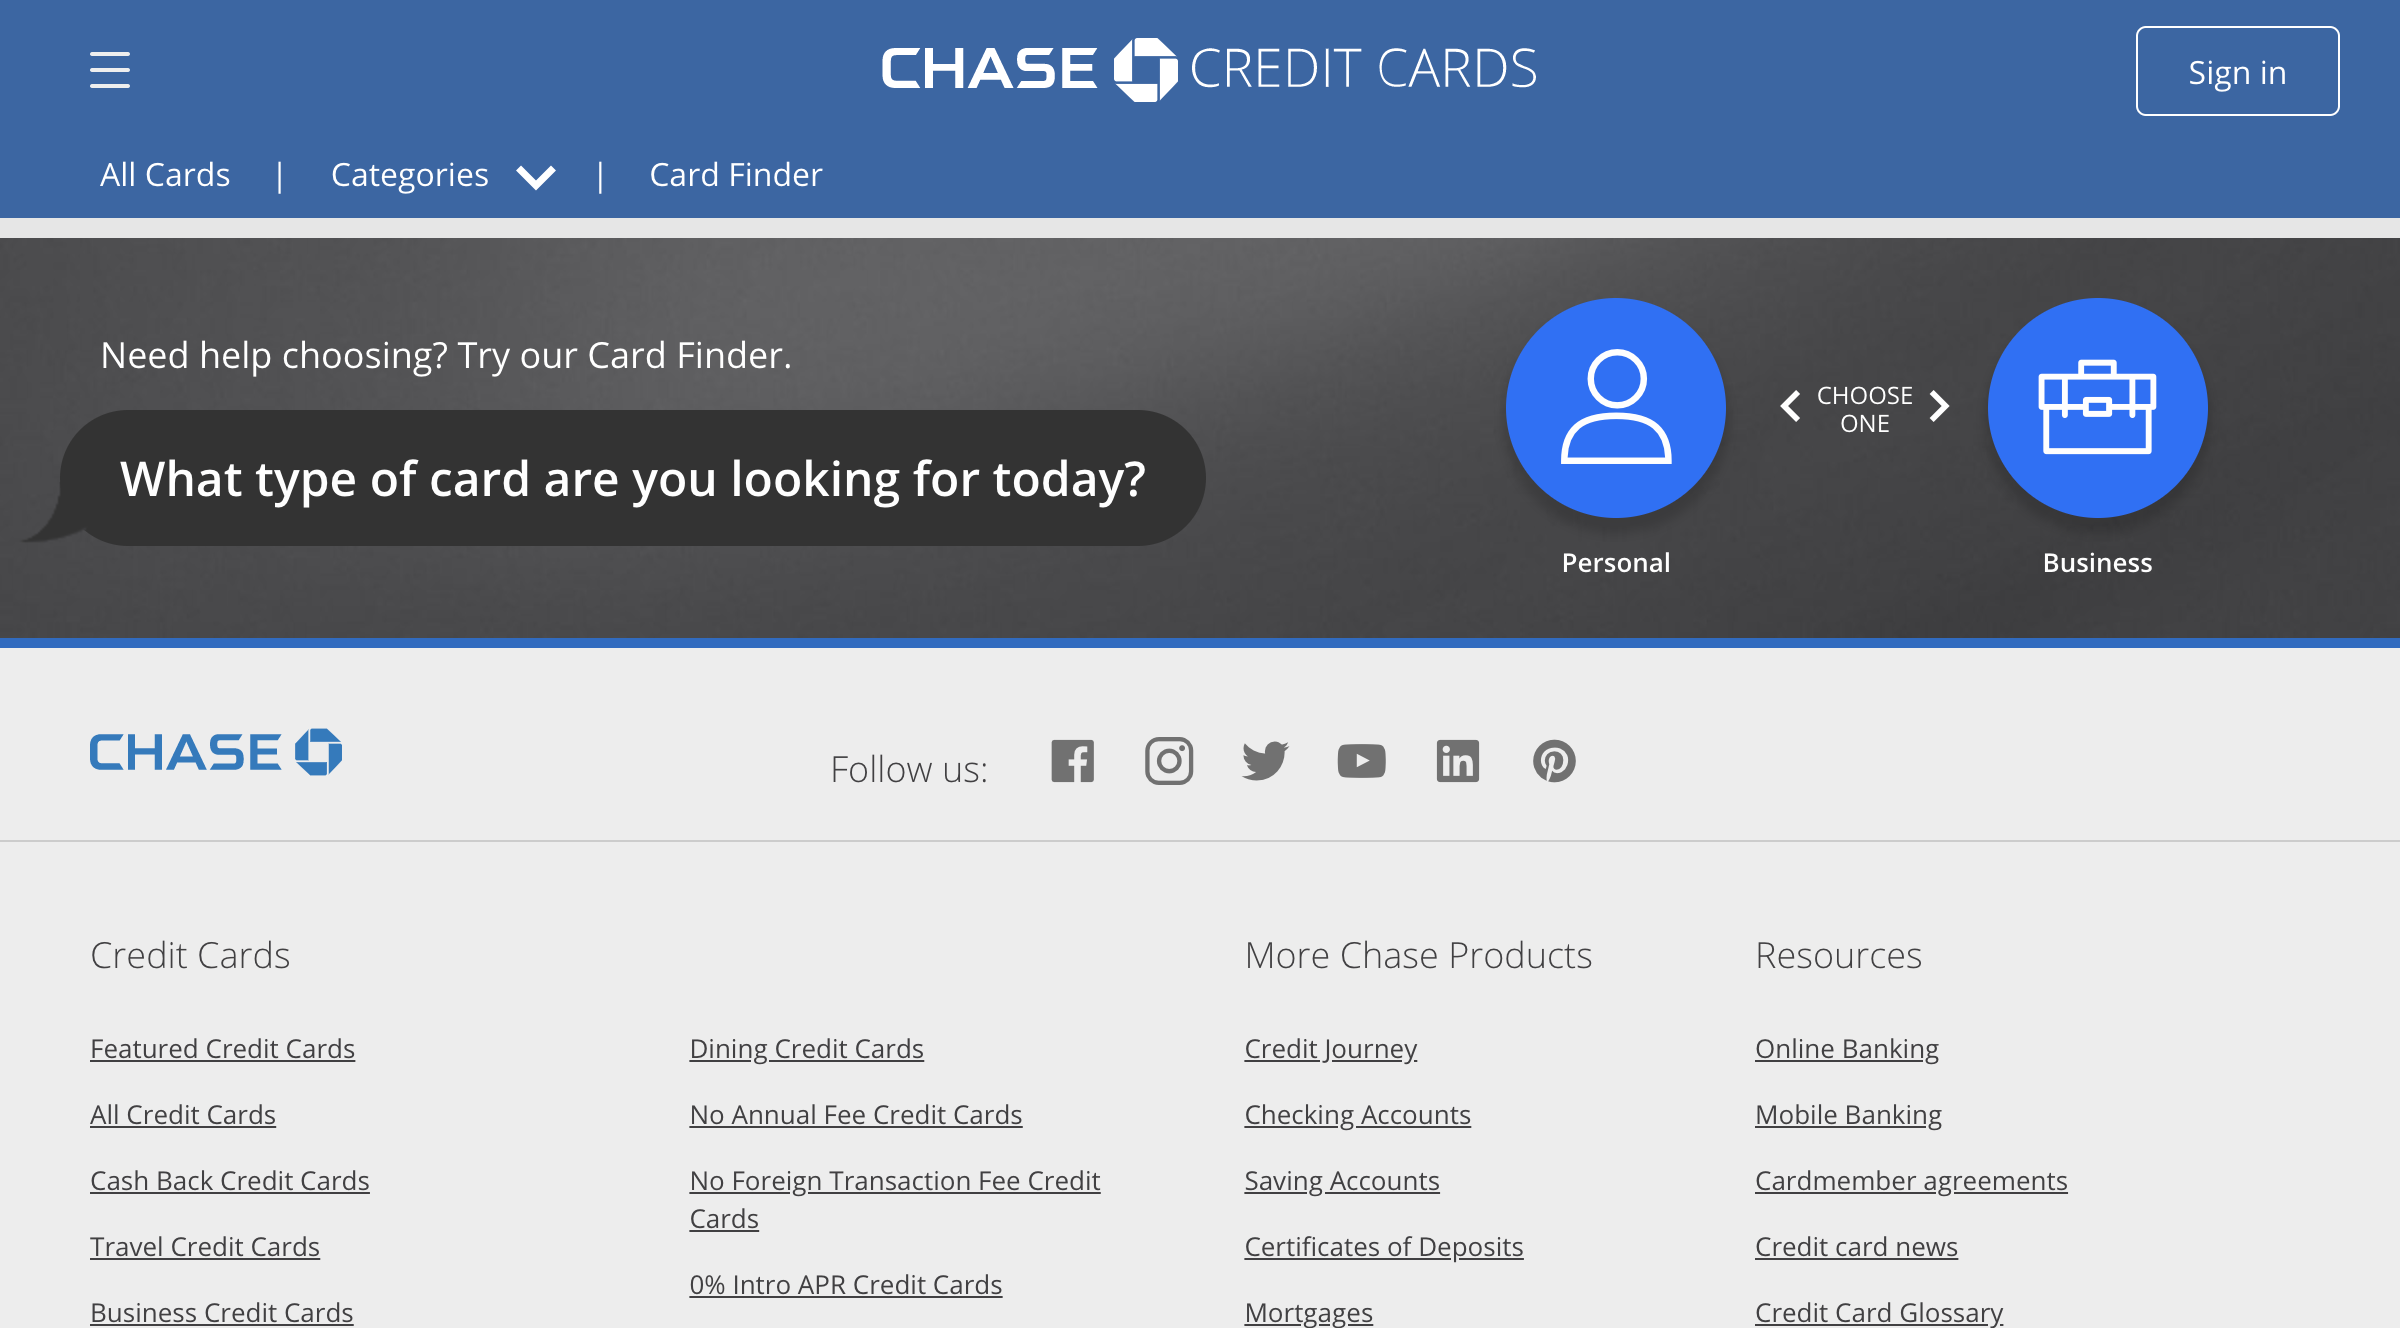 CHASE CREDIT CARDS
Sign in
All Cards | Categories | Card Finder
Need help choosing? Try our Card Finder.
What type of card are you looking for today?
CHOOSE
ONE
Personal
Business
CHASE
Follow us:
Credit Cards
Featured Credit Cards
All Credit Cards
Cash Back Credit Cards
Travel Credit Cards
Business Credit Cards
Dining Credit Cards
No Annual Fee Credit Cards
No Foreign Transaction Fee Credit
Cards
0% Intro APR Credit Cards
More Chase Products
Credit Journey
Checking Accounts
Saving Accounts
Certificates of Deposits
Mortgages
Resources
Online Banking
Mobile Banking
Cardmember agreements
Credit card news
Credit Card Glossary